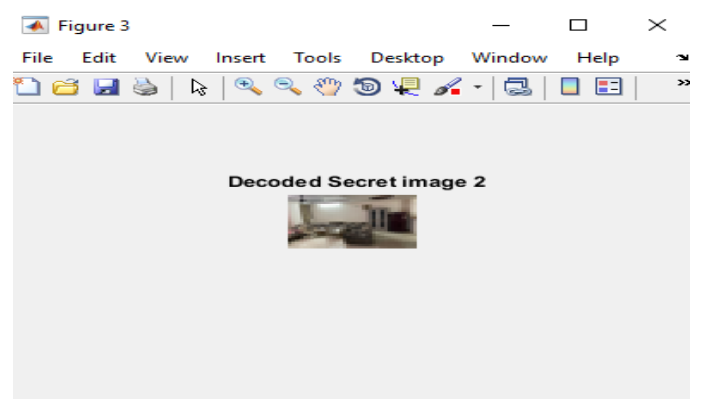 Figure 3
File Edit View Insert Tools Desktop Window Help
Decoded Secret image 2